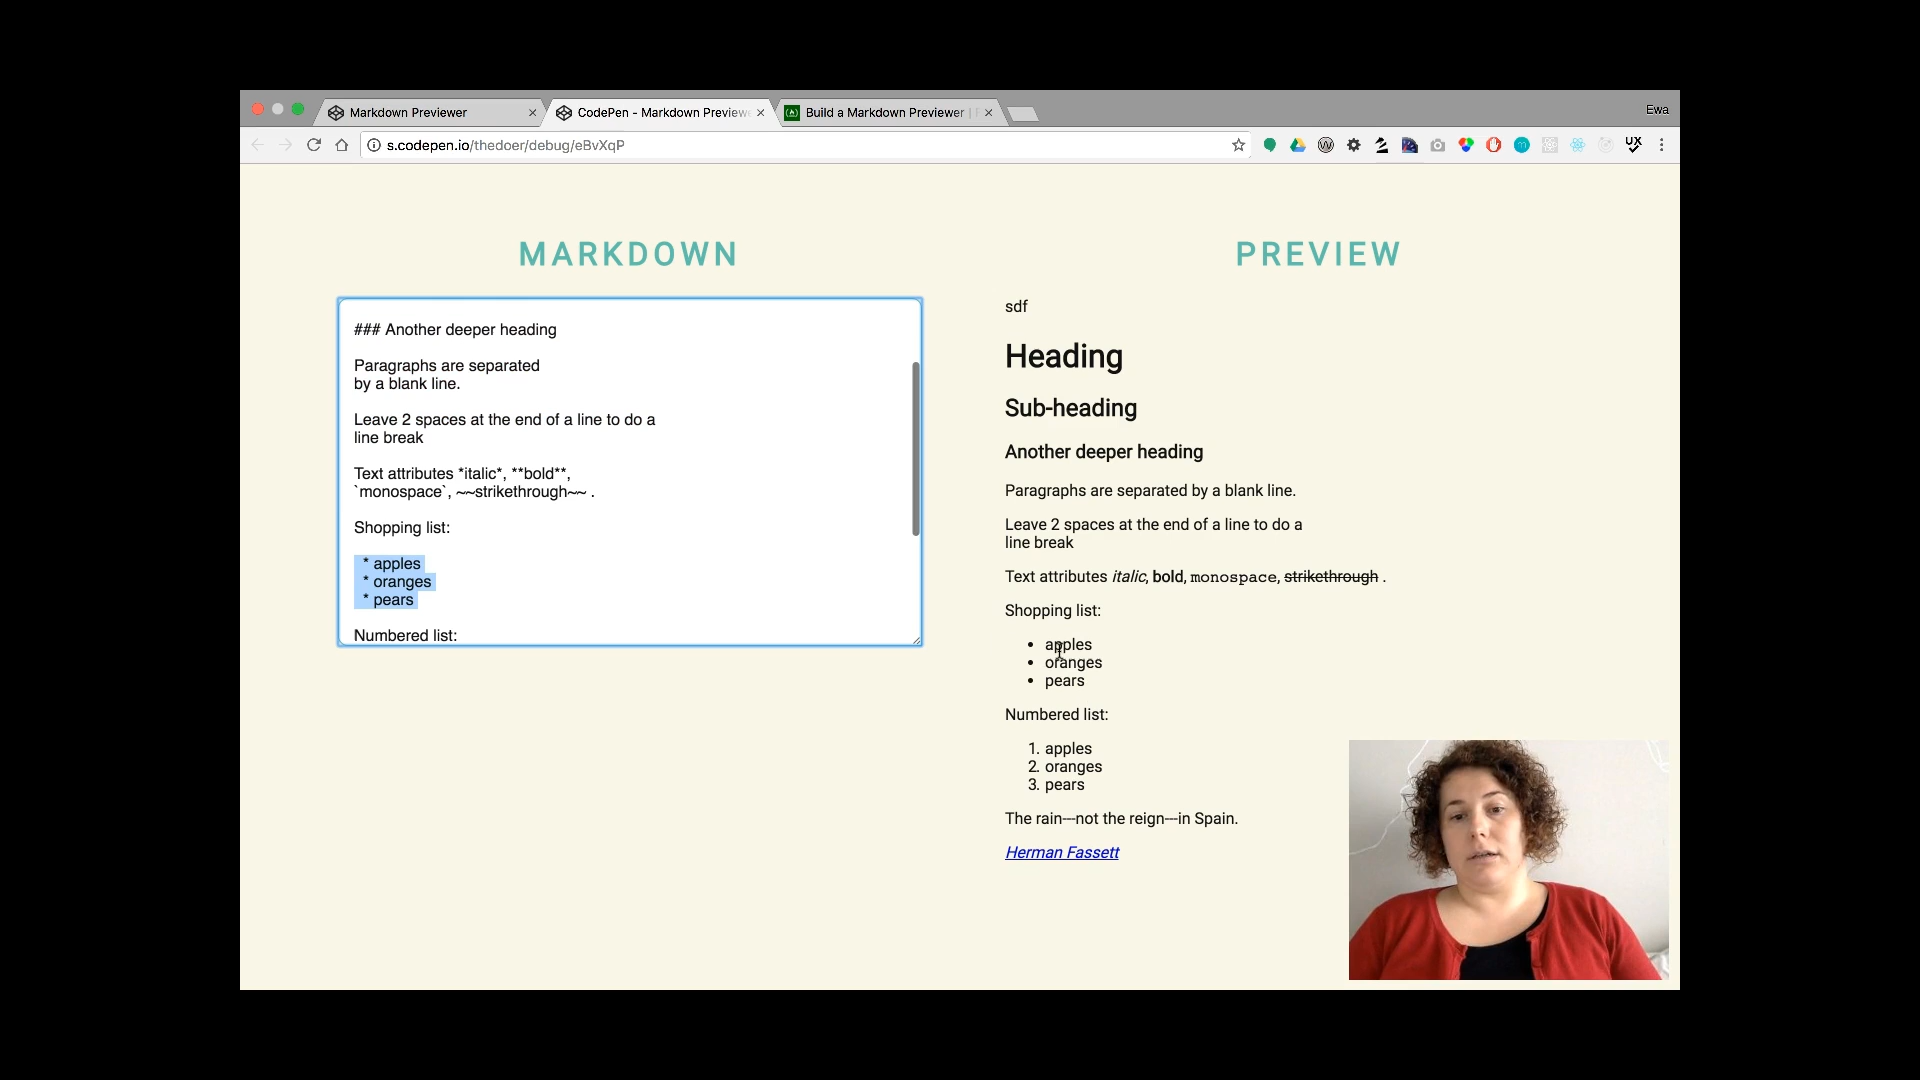 Markdown Previewer
CodePen - Markdown Preview
Build a Markdown Previewer |
Ewa
s.codepen.io/thedoer/debug/eBvXqP
UX
MARKDOWN
### Another deeper heading
Paragraphs are separated
by a blank line.
Leave 2 spaces at the end of a line to do a
line break
Text attributes *italic*, **bold**,
`monospace`, ~~strikethrough~~ .
Shopping list:
* apples
* oranges
* pears
Numbered list:
PREVIEW
sdf
Heading
Sub-heading
Another deeper heading
Paragraphs are separated by a blank line.
Leave 2 spaces at the end of a line to do a
line break
Text attributes italic, bold, monospace, strikethrough .
Shopping list:
• apples
• oranges
• pears
Numbered list:
1. apples
2. oranges
3. pears
The rain---not the reign---in Spain.
Herman Fassett